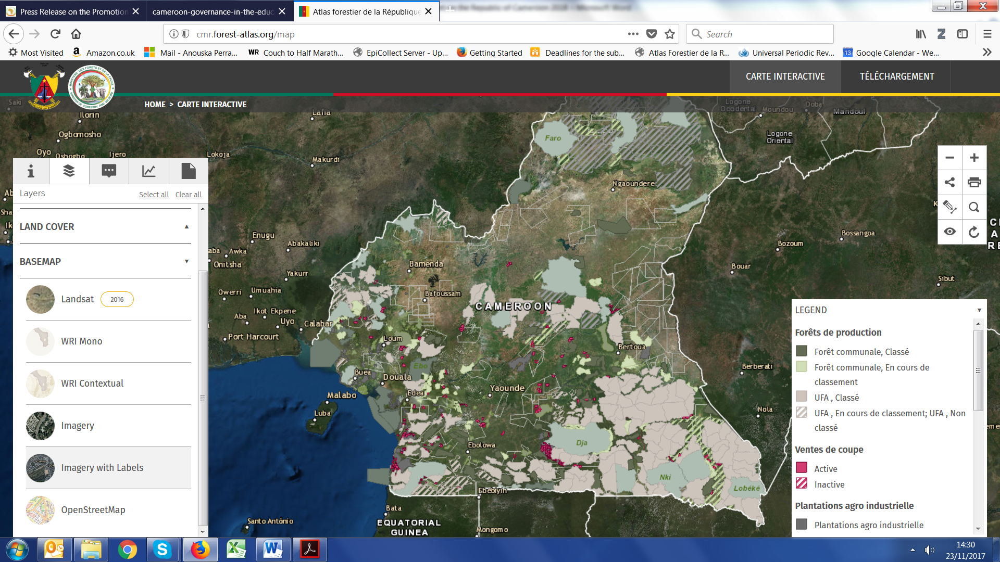 Press Release on the Promotion
cameroon-governance-in-the-educ
Atlas forestier de la République
cmr.forest-atlas.org/map
Search
Most Visited
Amazon.co.uk
Mail - Anouska Perra...
WR Couch to Half Marath...
EpiCollect Server - Up...
Getting Started
Deadlines for the sub...
Atlas Forestier de la R...
Universal Periodic Rev...
13 Google Calendar - We...
CARTE INTERACTIVE
TÉLÉCHARGEMENT
HOME > CARTE INTERACTIVE
Layers
Select all
Clear all
LAND COVER
BASEMAP
Landsat 2016
WRI Mono
WRI Contextual
Imagery
Imagery with Labels
OpenStreetMap
Saki
Ilorin
Ogbomosho
Oyo
Oshogbo
Ijero
Lokoja
Lafia
Makurdi
Enugu
Abakaliki
Awka
Onitsha
Yakurr
Owerri
Umuahia
Ikot Ekpene
Aba
Uyo
Calabar
Port Harcourt
Faro
Ngaoundere
Bamenda
Bafoussam
CAMEROON
Loum
Ebo
Buea
Douala
Edea
Yaounde
Bertoua
Malabo
Luba
Ebolowa
Dja
Nki
Lobéké
Ebebiyin
Bata
EQUATORIAL
GUINEA
Mongomo
Santo António
Logone
Occidental
Moundou
Doba
Mandoul
Logone
Oriental
Bossangoa
Bozoum
Bouar
Sibut
Berberati
Nola
LEGEND
Forêts de production
Forêt communale, Classé
Forêt communale, En cours de
classement
UFA , Classé
UFA , En cours de classement; UFA , Non
classé
Ventes de coupe
Active
Inactive
Plantations agro industrielle
Plantations agro industrielle
14:30
23/11/2017